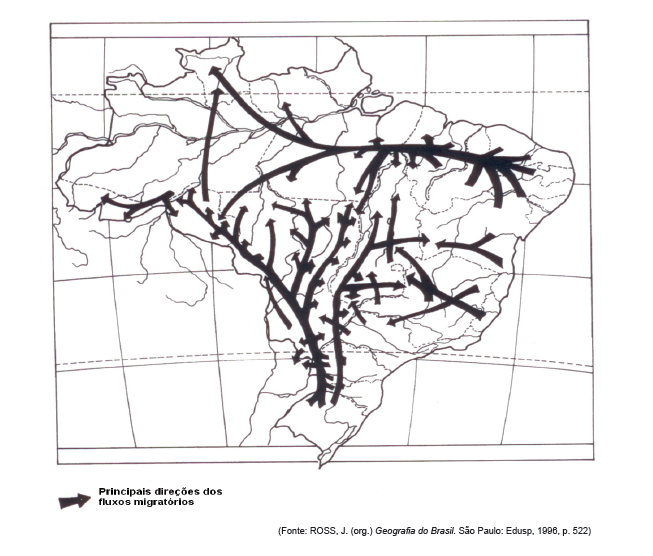 Principais direções dos
fluxos migratórios
(Fonte: ROSS, J. (org.) Geografia do Brasil. São Paulo: Edusp, 1996, p. 522)